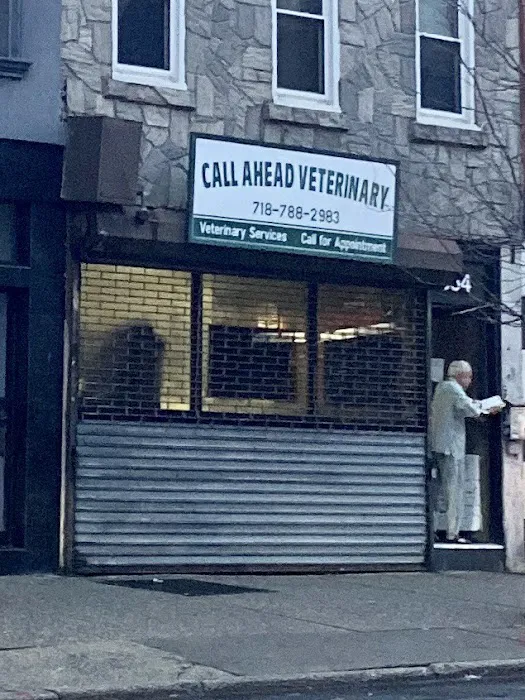 CALL AHEAD VETERINARY
718-788-2983
Veterinary Services Call for Appointment